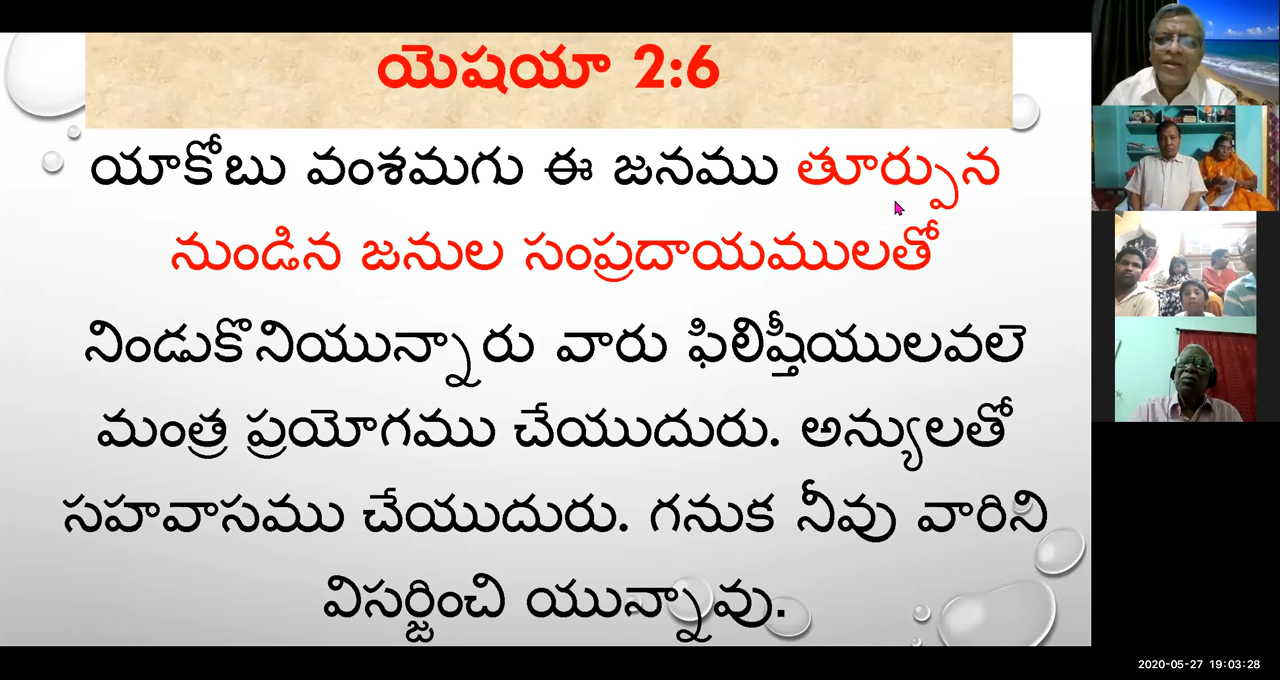 యెషయా 2:6
యాకోబు వంశమగు ఈ జనము తూర్పున
నుండిన జనుల సంప్రదాయములతో
నిండుకొనియున్నారు వారు ఫిలిష్తీయులవలె
మంత్ర ప్రయోగము చేయుదురు. అన్యులతో
సహవాసము చేయుదురు. గనుక నీవు వారిని
విసర్జించి యున్నావు.
2020-05-27 19:03:28